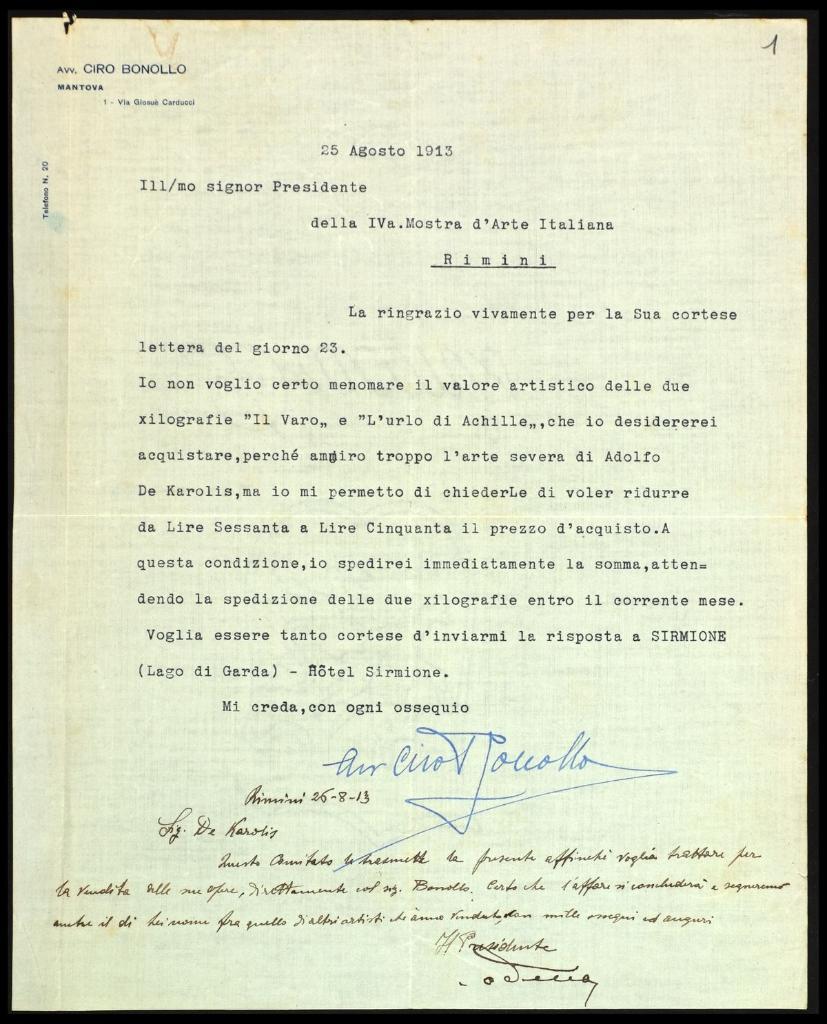 1
Avv. CIRO BONOLLO
MANTOVA
1 - Via Giosuè Carducci
Telefono N. 20
25 Agosto 1913
Ill/mo signor Presidente
della IVa.Mostra d'Arte Italiana
Rimini
La ringrazio vivamente per la Sua cortese
lettera del giorno 23.
Io non voglio certo menomare il valore artistico delle due
xilografie "Il Varo„ e "L'urlo di Achille„,che io desidererei
acquistare,perché ammiro troppo l'arte severa di Adolfo
De Karolis,ma io mi permetto di chiederLe di voler ridurre
da Lire Sessanta a Lire Cinquanta il prezzo d'acquisto.A
questa condizione,io spedirei immediatamente la somma,atten=
dendo la spedizione delle due xilografie entro il corrente mese.
Voglia essere tanto cortese d'inviarmi la risposta a SIRMIONE
(Lago di Garda) - Hôtel Sirmione.
Mi creda,con ogni ossequio
Avv Ciro Bonollo
Rimini 26-8-13
Sig. De Karolis
Questo Comitato le trasmette la presente affinchè voglia trattare per
la vendita delle sue opere, direttamente col sig. Bonollo. Certo che l'affare si concluderà e segneremo
anche il di Lei nome fra quello di altri artisti che anno venduto, con mille ossequi ed auguri
Il Presidente